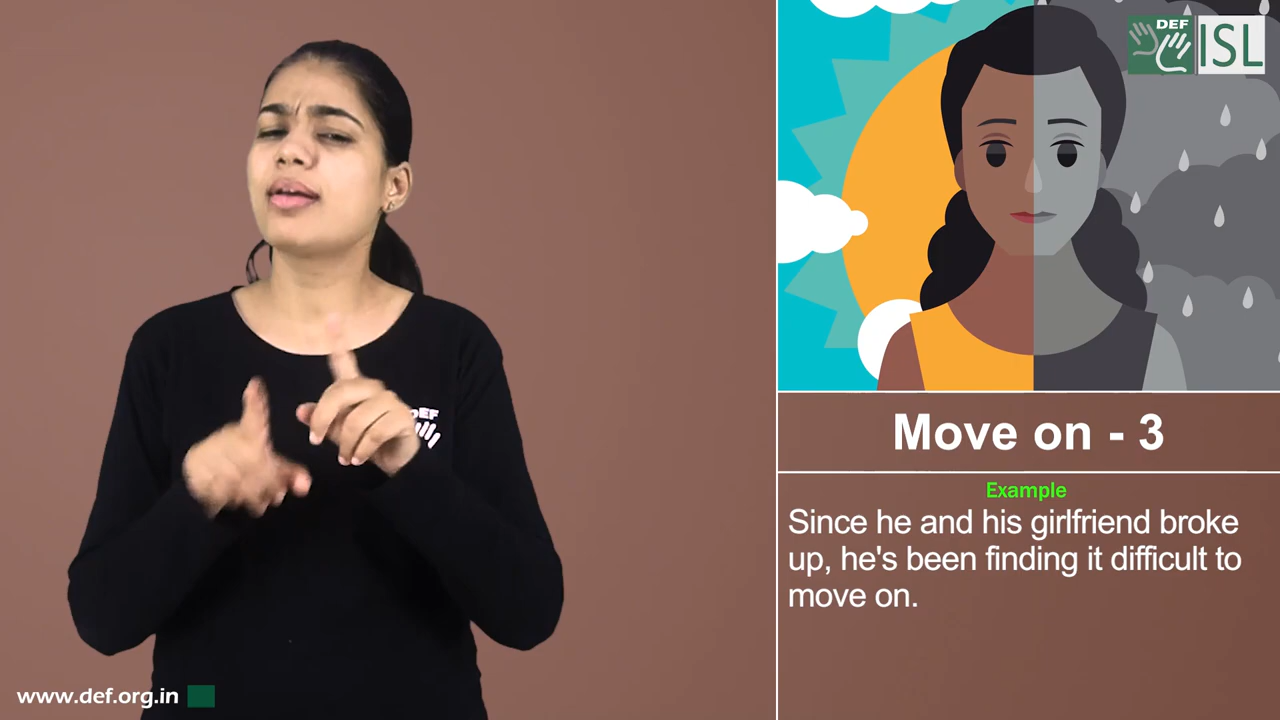 DEF
ISL
DEF
Move on - 3
Example
Since he and his girlfriend broke
up, he's been finding it difficult to
move on.
www.def.org.in